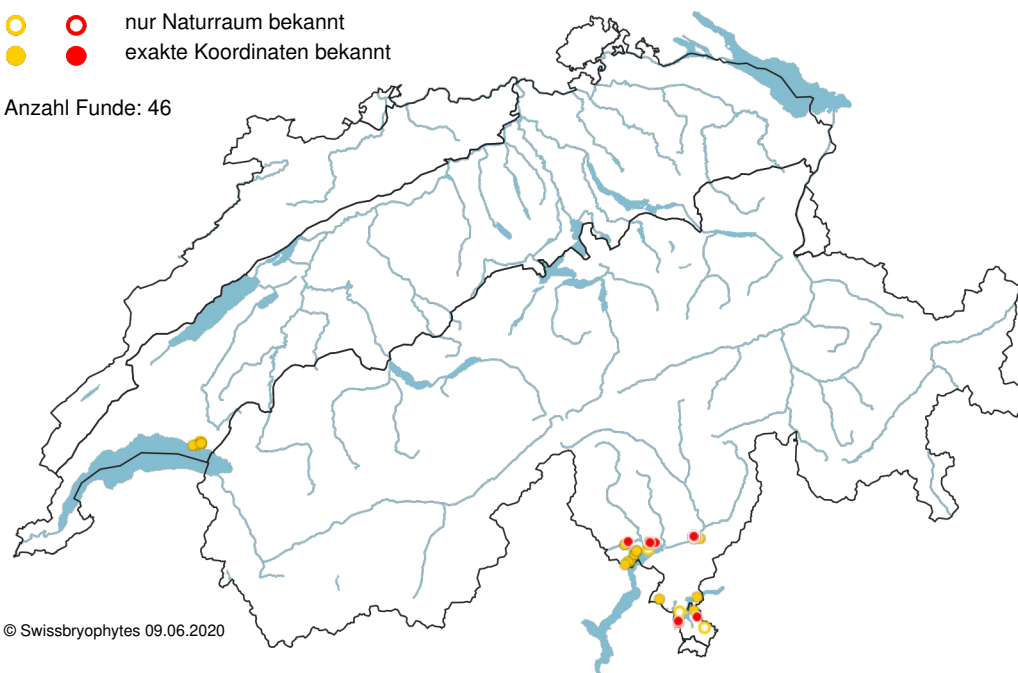 nur Naturraum bekannt
exakte Koordinaten bekannt
Anzahl Funde: 46
© Swissbryophytes 09.06.2020